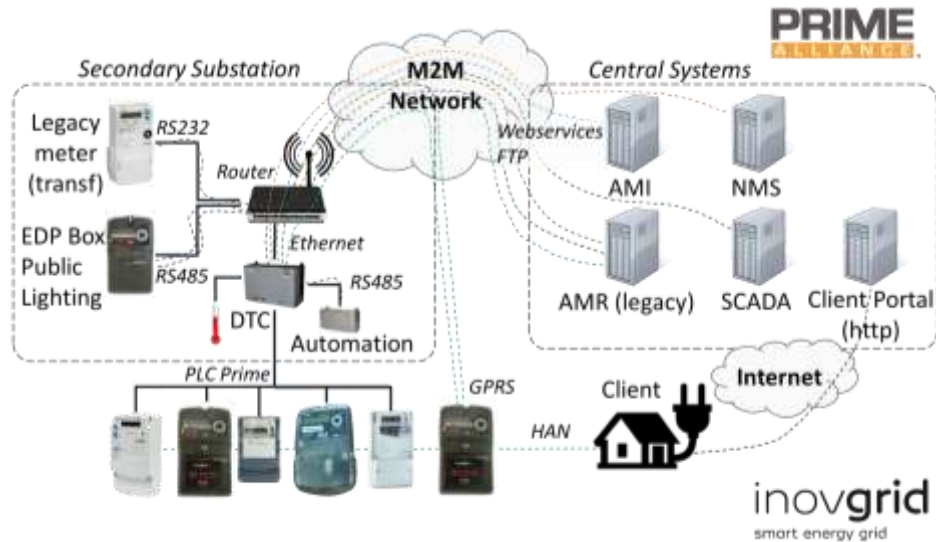 PRIME
ALLIANCE
Secondary Substation
M2M
Network
Central Systems
Legacy
meter
(transf)
RS232
Router
Webservices
FTP
AMI
NMS
EDP Box
Public
Lighting
RS485
Ethernet
RS485
DTC
Automation
AMR (legacy)
SCADA
Client Portal
(http)
PLC Prime
GPRS
Client
Internet
HAN
inovgrid
smart energy grid